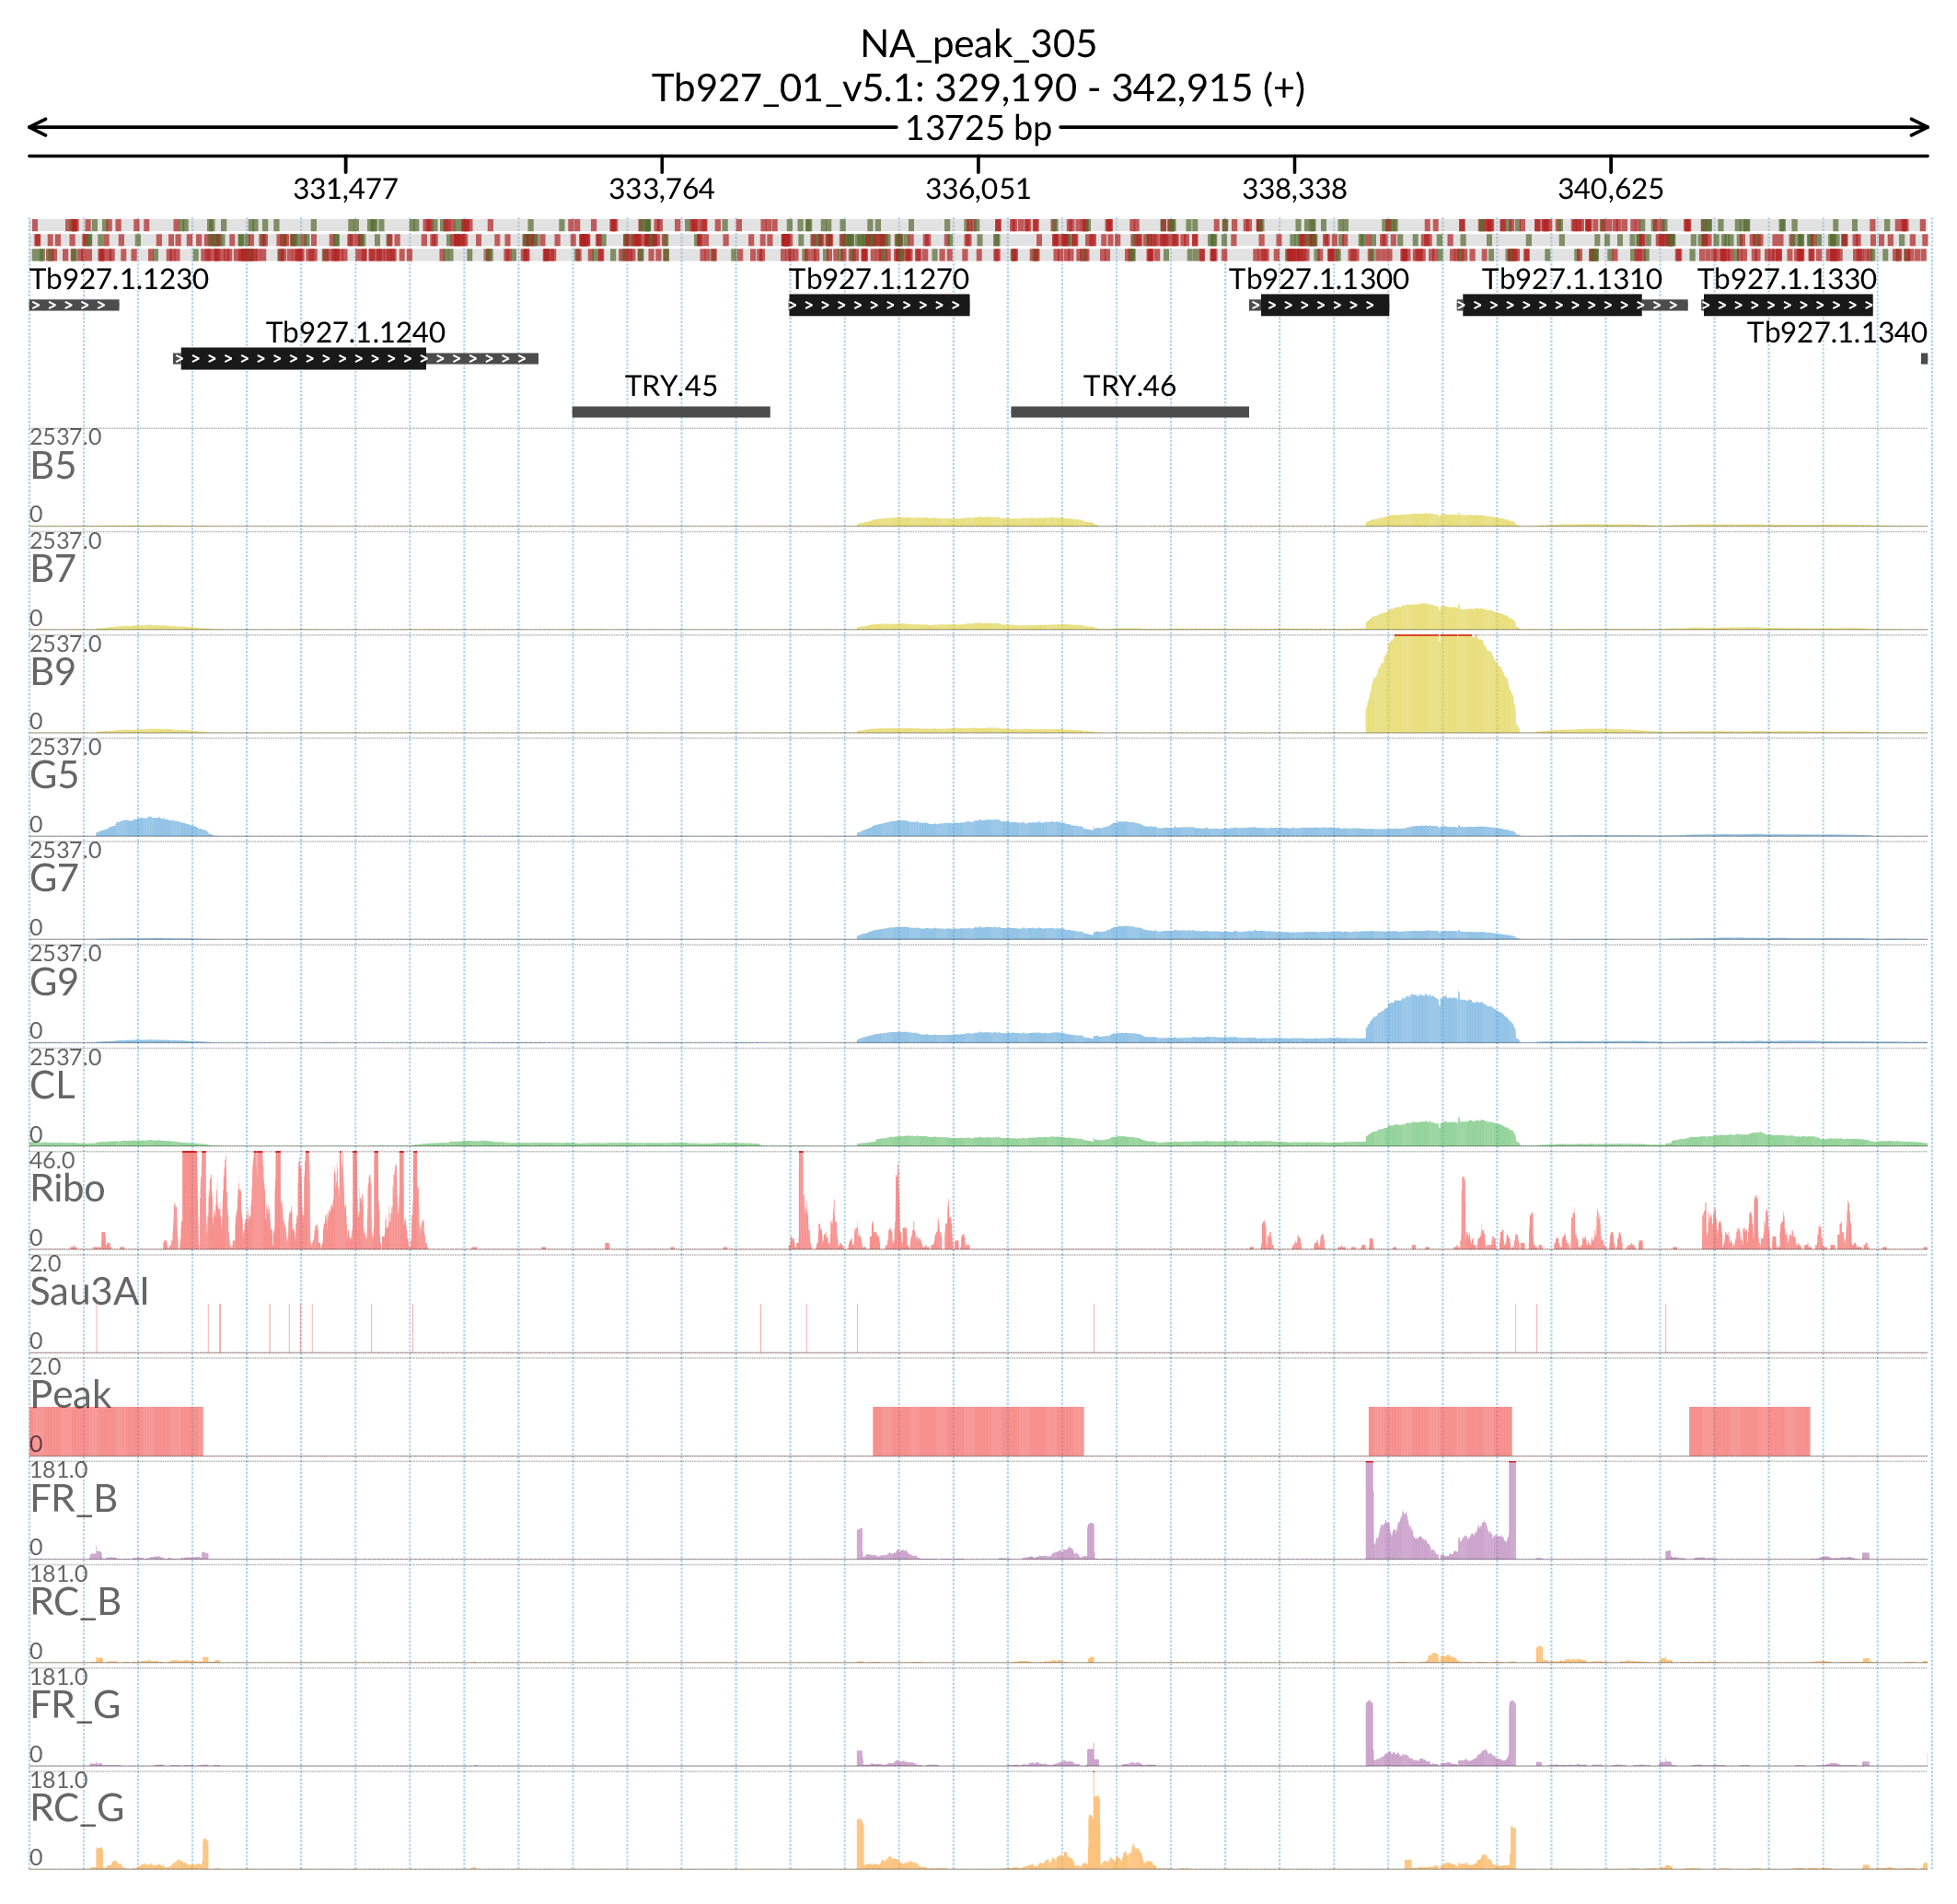 NA_peak_305
Tb927_01_v5.1: 329,190 - 342,915 (+)
13725 bp
331,477 333,764 336,051 338,338 340,625
Tb927.1.1230 Tb927.1.1270 Tb927.1.1300 Tb927.1.1310 Tb927.1.1330
Tb927.1.1240 Tb927.1.1340
TRY.45 TRY.46
2537.0
B5
0
2537.0
B7
0
2537.0
B9
0
2537.0
G5
0
2537.0
G7
0
2537.0
G9
0
2537.0
CL
0
46.0
Ribo
0
2.0
Sau3AI
0
2.0
Peak
0
181.0
FR_B
0
181.0
RC_B
0
181.0
FR_G
0
181.0
RC_G
0